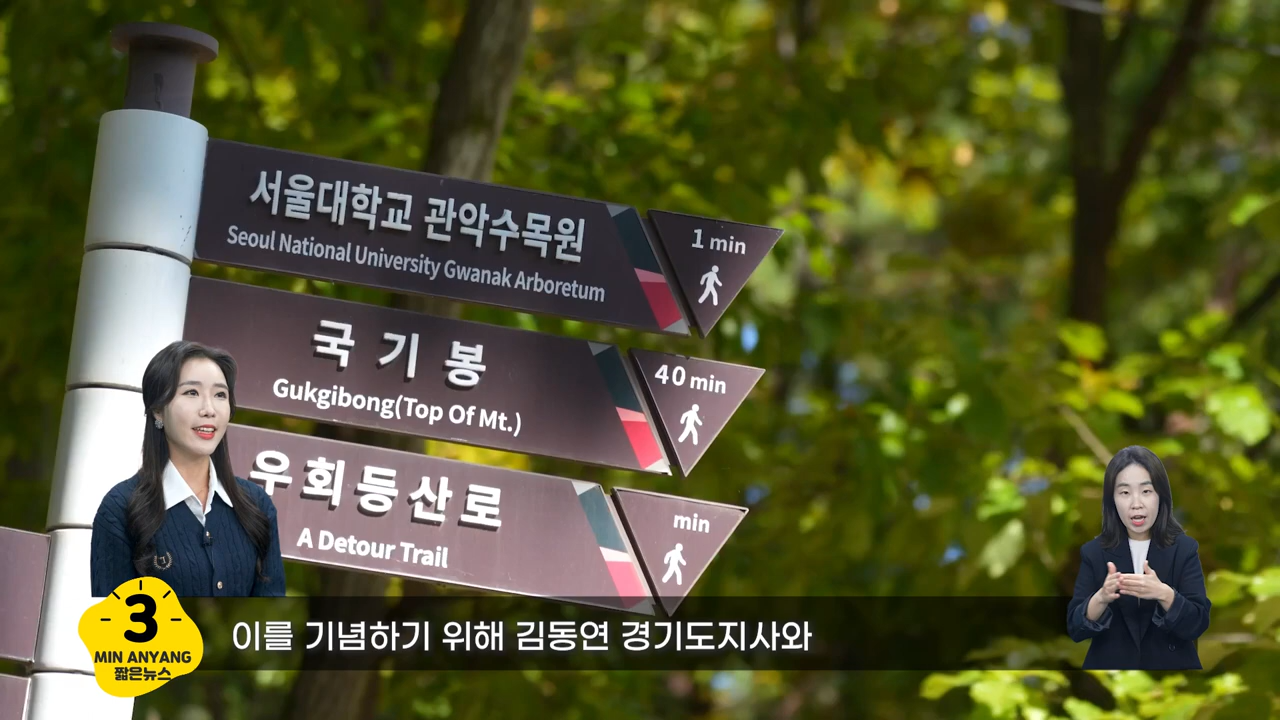 서울대학교 관악수목원
Seoul National University Gwanak Arboretum
1 min
국기봉
Gukgibong(Top Of Mt.)
40 min
우회등산로
A Detour Trail
min
3
MIN ANYANG
짧은뉴스
이를 기념하기 위해 김동연 경기도지사와